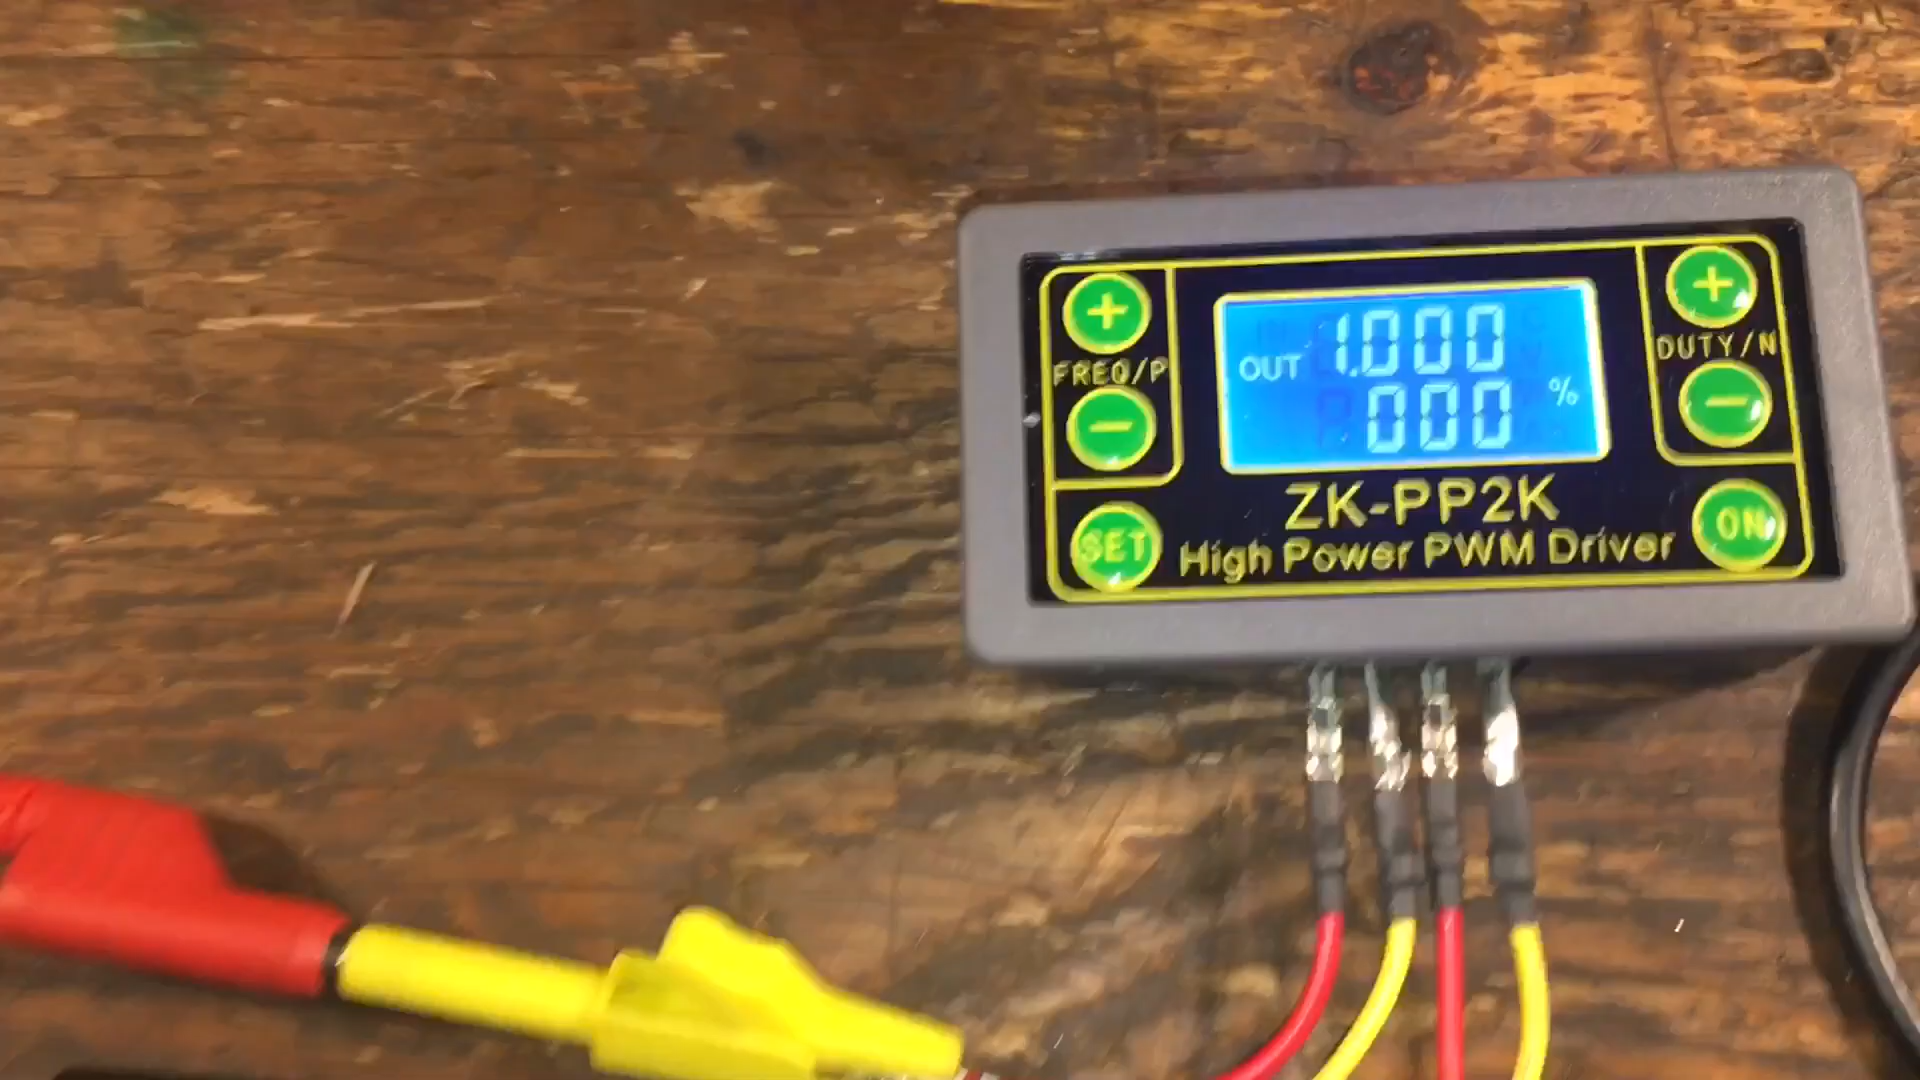 +
FREQ/P
−
SET
OUT 1.000
000 %
ZK-PP2K
High Power PWM Driver
+
DUTY/N
−
ON